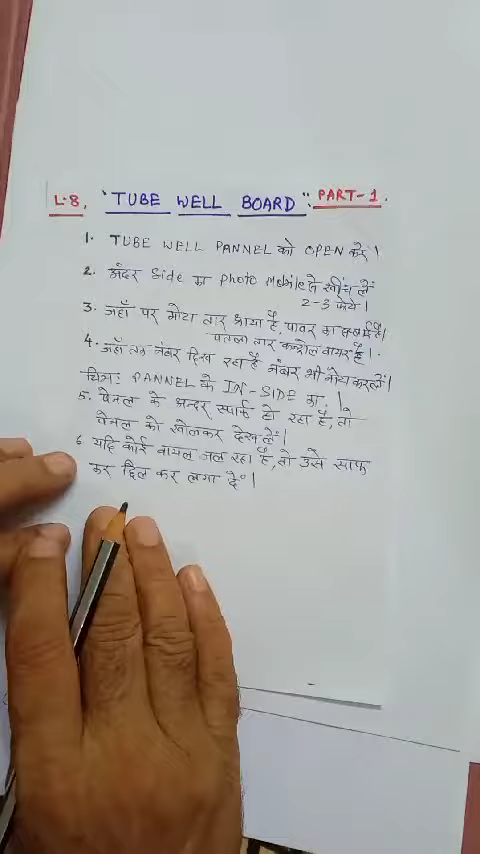 L-8. "TUBE WELL BOARD" PART-1.
1. TUBE WELL PANNEL को OPEN करें।
2. अंदर Side का photo Mobile से खींच लें
2-3 फोटो।
3. जहाँ पर मोटा तार आया है, पावर का है।
पतला तार कन्ट्रोल वायर है।
4. जहाँ तक नंबर दिख रहा है नंबर भी नोट करलें।
चित्र: PANNEL के IN-SIDE का।
5. पेनल के अन्दर स्पार्क हो रहा है, तो
पेनल को खोलकर देख लें।
6 यदि कोई वायर जल रहा है, तो उसे साफ
कर छिल कर लगा दें।